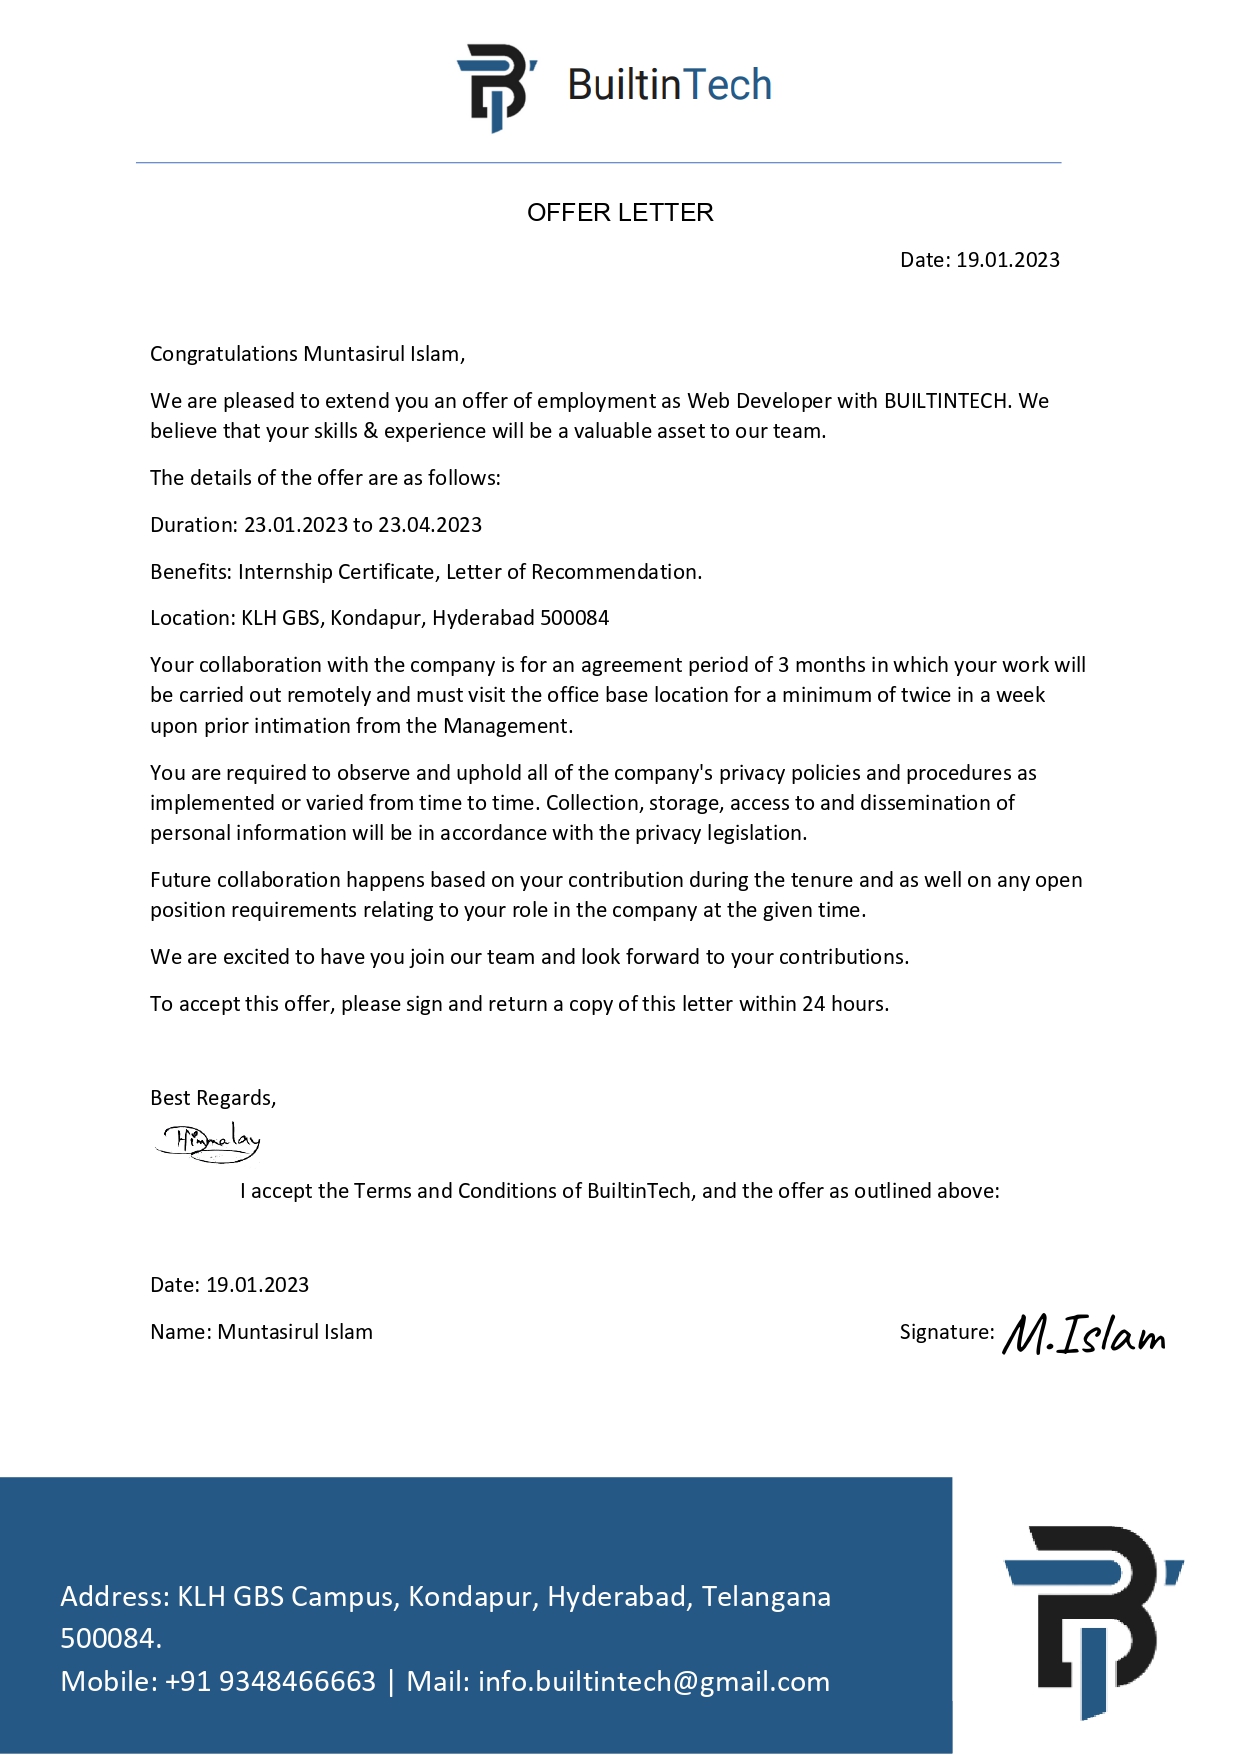 BuiltinTech
OFFER LETTER
Date: 19.01.2023
Congratulations Muntasirul Islam,
We are pleased to extend you an offer of employment as Web Developer with BUILTINTECH. We
believe that your skills & experience will be a valuable asset to our team.
The details of the offer are as follows:
Duration: 23.01.2023 to 23.04.2023
Benefits: Internship Certificate, Letter of Recommendation.
Location: KLH GBS, Kondapur, Hyderabad 500084
Your collaboration with the company is for an agreement period of 3 months in which your work will
be carried out remotely and must visit the office base location for a minimum of twice in a week
upon prior intimation from the Management.
You are required to observe and uphold all of the company's privacy policies and procedures as
implemented or varied from time to time. Collection, storage, access to and dissemination of
personal information will be in accordance with the privacy legislation.
Future collaboration happens based on your contribution during the tenure and as well on any open
position requirements relating to your role in the company at the given time.
We are excited to have you join our team and look forward to your contributions.
To accept this offer, please sign and return a copy of this letter within 24 hours.
Best Regards,
Himmalay
I accept the Terms and Conditions of BuiltinTech, and the offer as outlined above:
Date: 19.01.2023
Name: Muntasirul Islam Signature: M.Islam
Address: KLH GBS Campus, Kondapur, Hyderabad, Telangana
500084.
Mobile: +91 9348466663 | Mail: info.builtintech@gmail.com